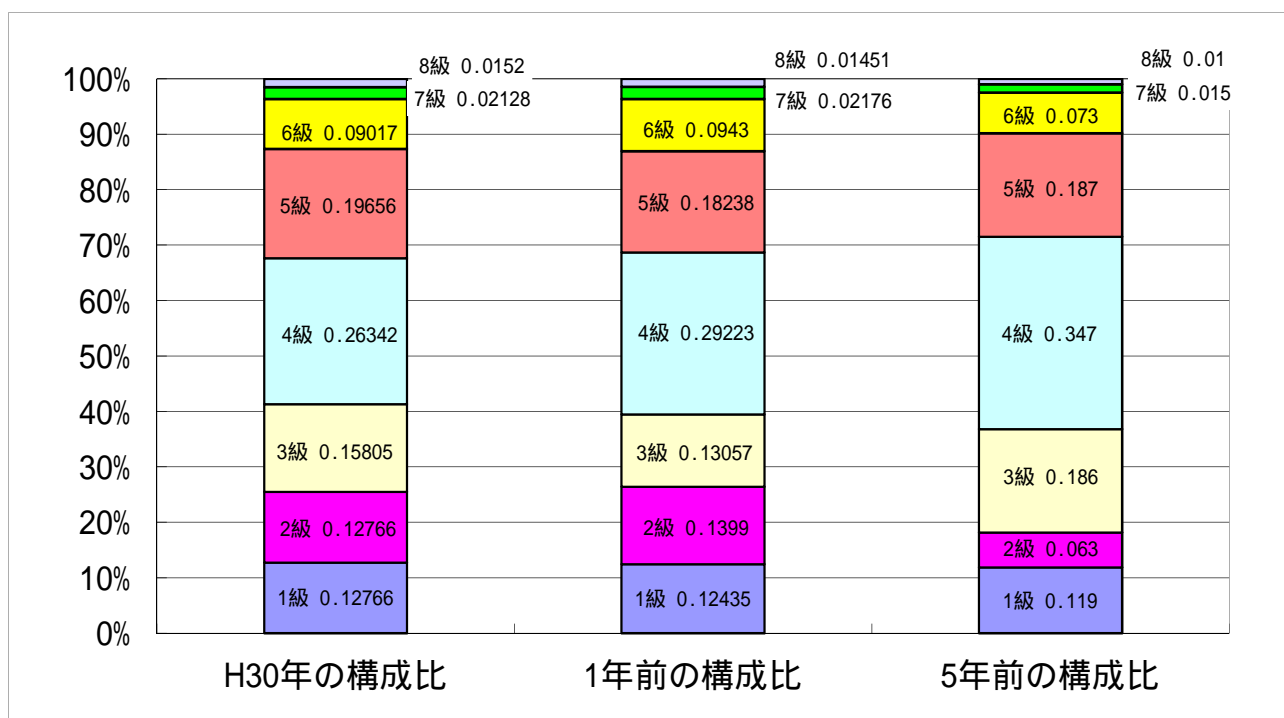 100%
90%
80%
70%
60%
50%
40%
30%
20%
10%
0%
8級 0.0152
7級 0.02128
6級 0.09017
5級 0.19656
4級 0.26342
3級 0.15805
2級 0.12766
1級 0.12766
8級 0.01451
7級 0.02176
6級 0.0943
5級 0.18238
4級 0.29223
3級 0.13057
2級 0.1399
1級 0.12435
8級 0.01
7級 0.015
6級 0.073
5級 0.187
4級 0.347
3級 0.186
2級 0.063
1級 0.119
H30年の構成比
1年前の構成比
5年前の構成比